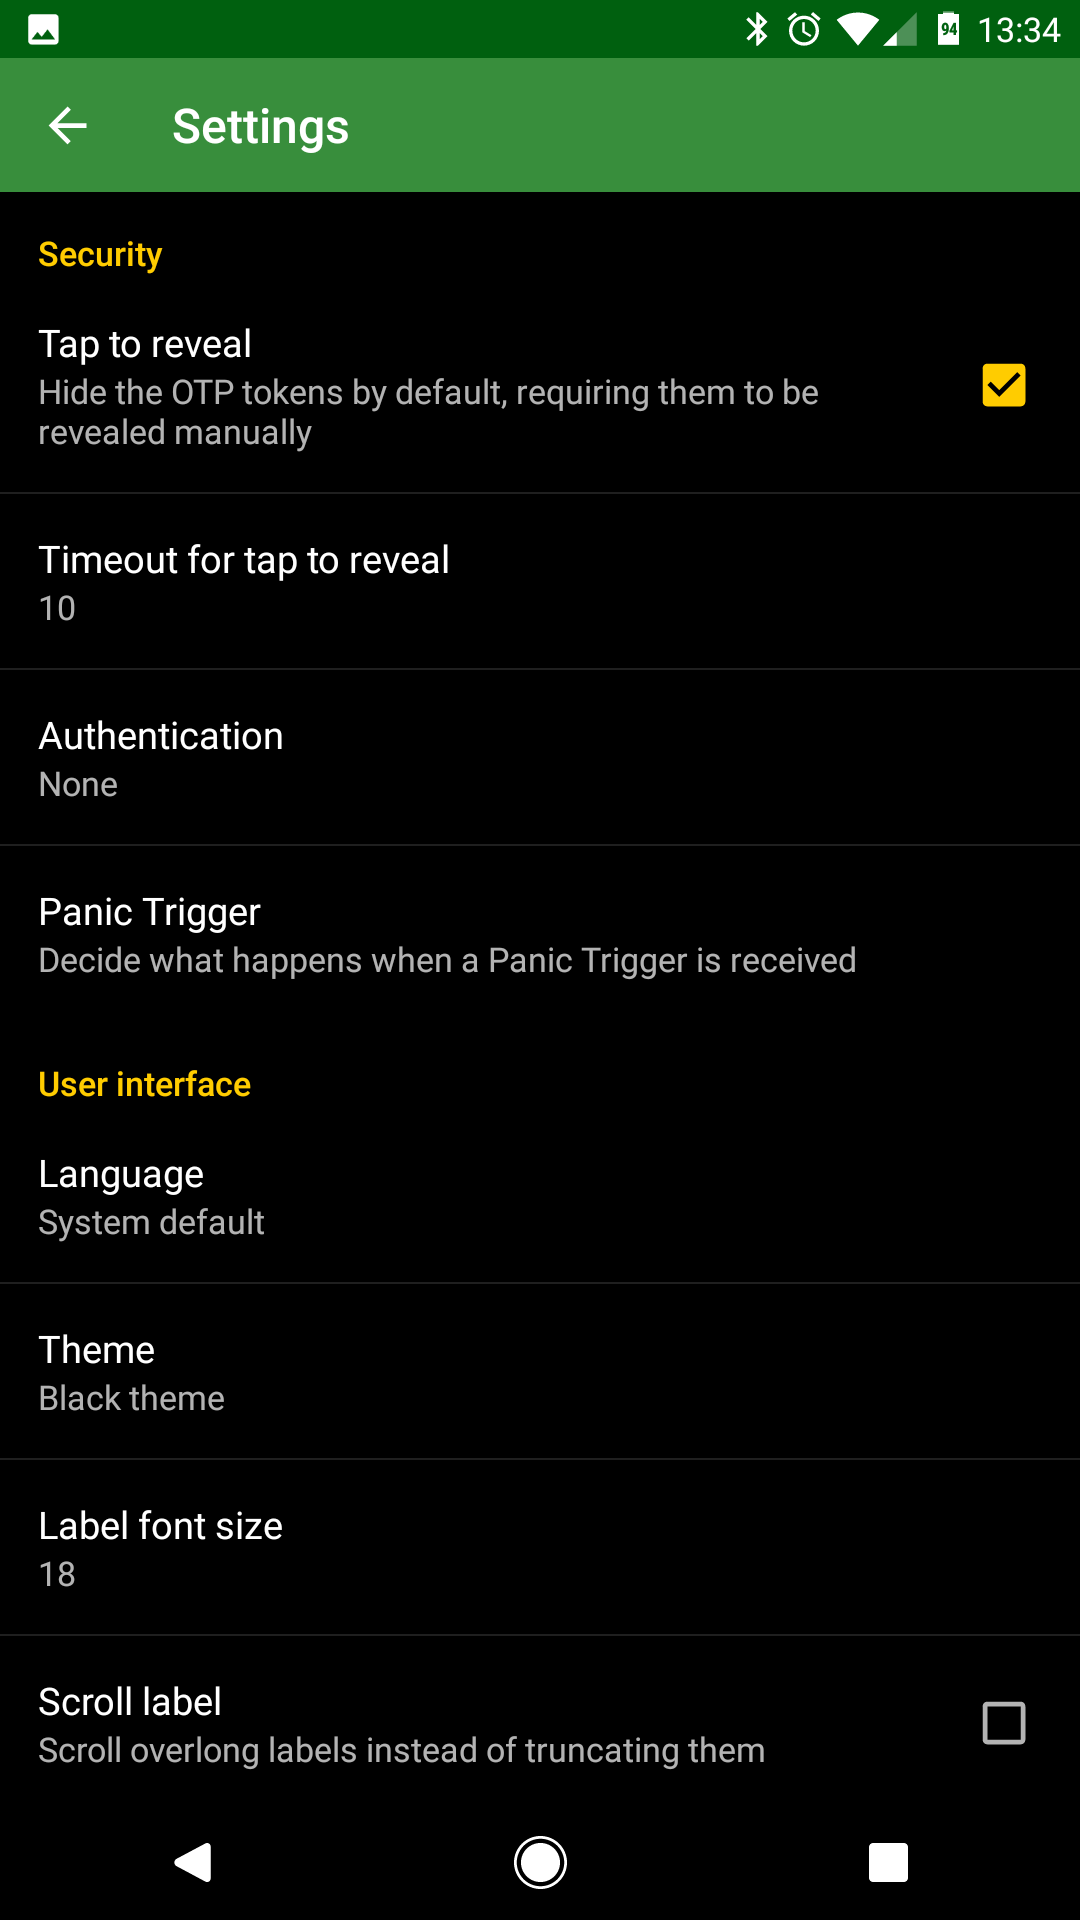 94 13:34
Settings
Security
Tap to reveal
Hide the OTP tokens by default, requiring them to be
revealed manually
Timeout for tap to reveal
10
Authentication
None
Panic Trigger
Decide what happens when a Panic Trigger is received
User interface
Language
System default
Theme
Black theme
Label font size
18
Scroll label
Scroll overlong labels instead of truncating them